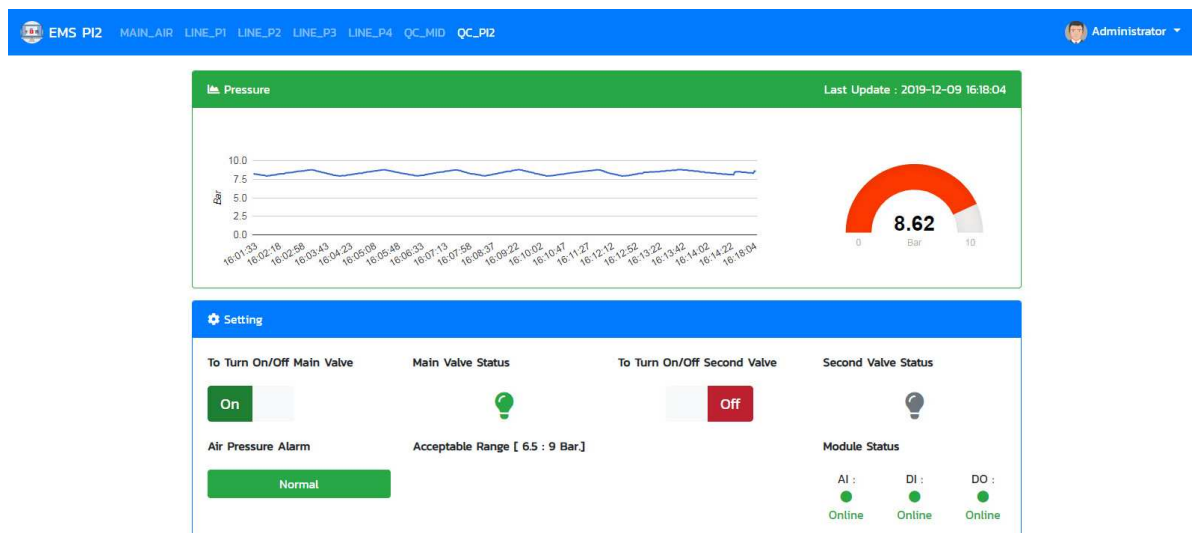 EMS PI2 MAIN_AIR LINE_P1 LINE_P2 LINE_P3 LINE_P4 QC_MID QC_PI2 Administrator
Pressure Last Update : 2019-12-09 16:18:04
10.0
7.5
5.0
2.5
0.0
Bar
16:01:33 16:02:18 16:02:58 16:03:43 16:04:23 16:05:08 16:05:48 16:06:33 16:07:13 16:07:58 16:08:37 16:09:22 16:10:02 16:10:47 16:11:27 16:12:12 16:12:52 16:13:22 16:13:42 16:14:02 16:14:22 16:18:04
8.62
0 Bar 10
Setting
To Turn On/Off Main Valve Main Valve Status To Turn On/Off Second Valve Second Valve Status
On Off
Air Pressure Alarm Acceptable Range [ 6.5 : 9 Bar.] Module Status
Normal
AI : DI : DO :
Online Online Online